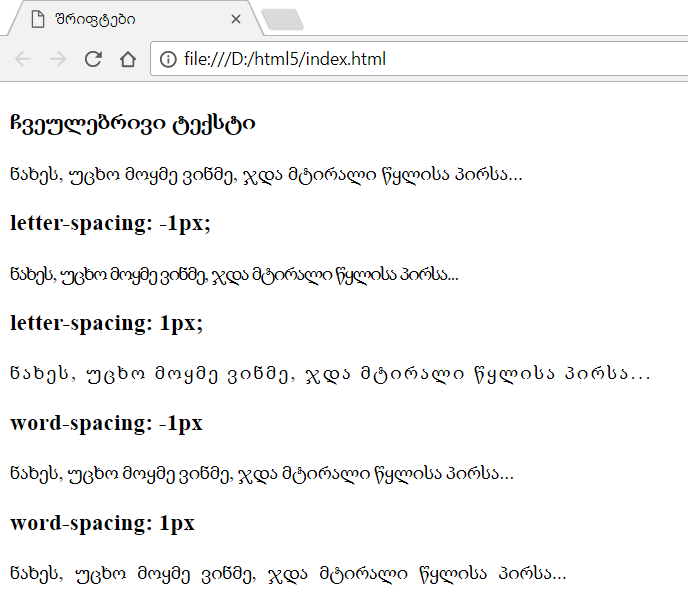 შრიფტები
file:///D:/html5/index.html
ჩვეულებრივი ტექსტი
ნახეს, უცხო მოყმე ვინმე, ჯდა მტირალი წყლისა პირსა...
letter-spacing: -1px;
ნახეს, უცხო მოყმე ვინმე, ჯდა მტირალი წყლისა პირსა...
letter-spacing: 1px;
ნახეს, უცხო მოყმე ვინმე, ჯდა მტირალი წყლისა პირსა...
word-spacing: -1px
ნახეს, უცხო მოყმე ვინმე, ჯდა მტირალი წყლისა პირსა...
word-spacing: 1px
ნახეს, უცხო მოყმე ვინმე, ჯდა მტირალი წყლისა პირსა...